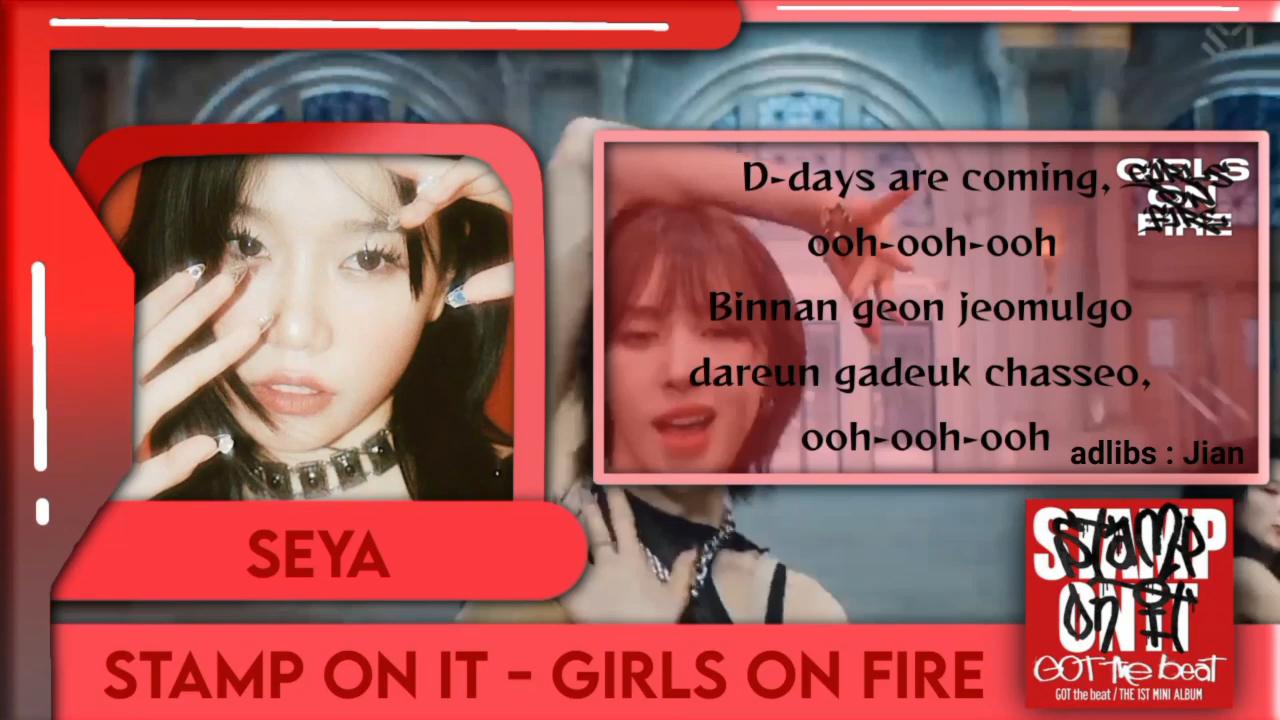 SM
D-days are coming,
ooh-ooh-ooh
Binnan geon jeomulgo
dareun gadeuk chasseo,
ooh-ooh-ooh
adlibs : Jian
GIRLS
ON
FIRE
SEYA
STAMP ON IT - GIRLS ON FIRE
STAMP
ON IT
GOT the beat
GOT the beat / THE 1ST MINI ALBUM